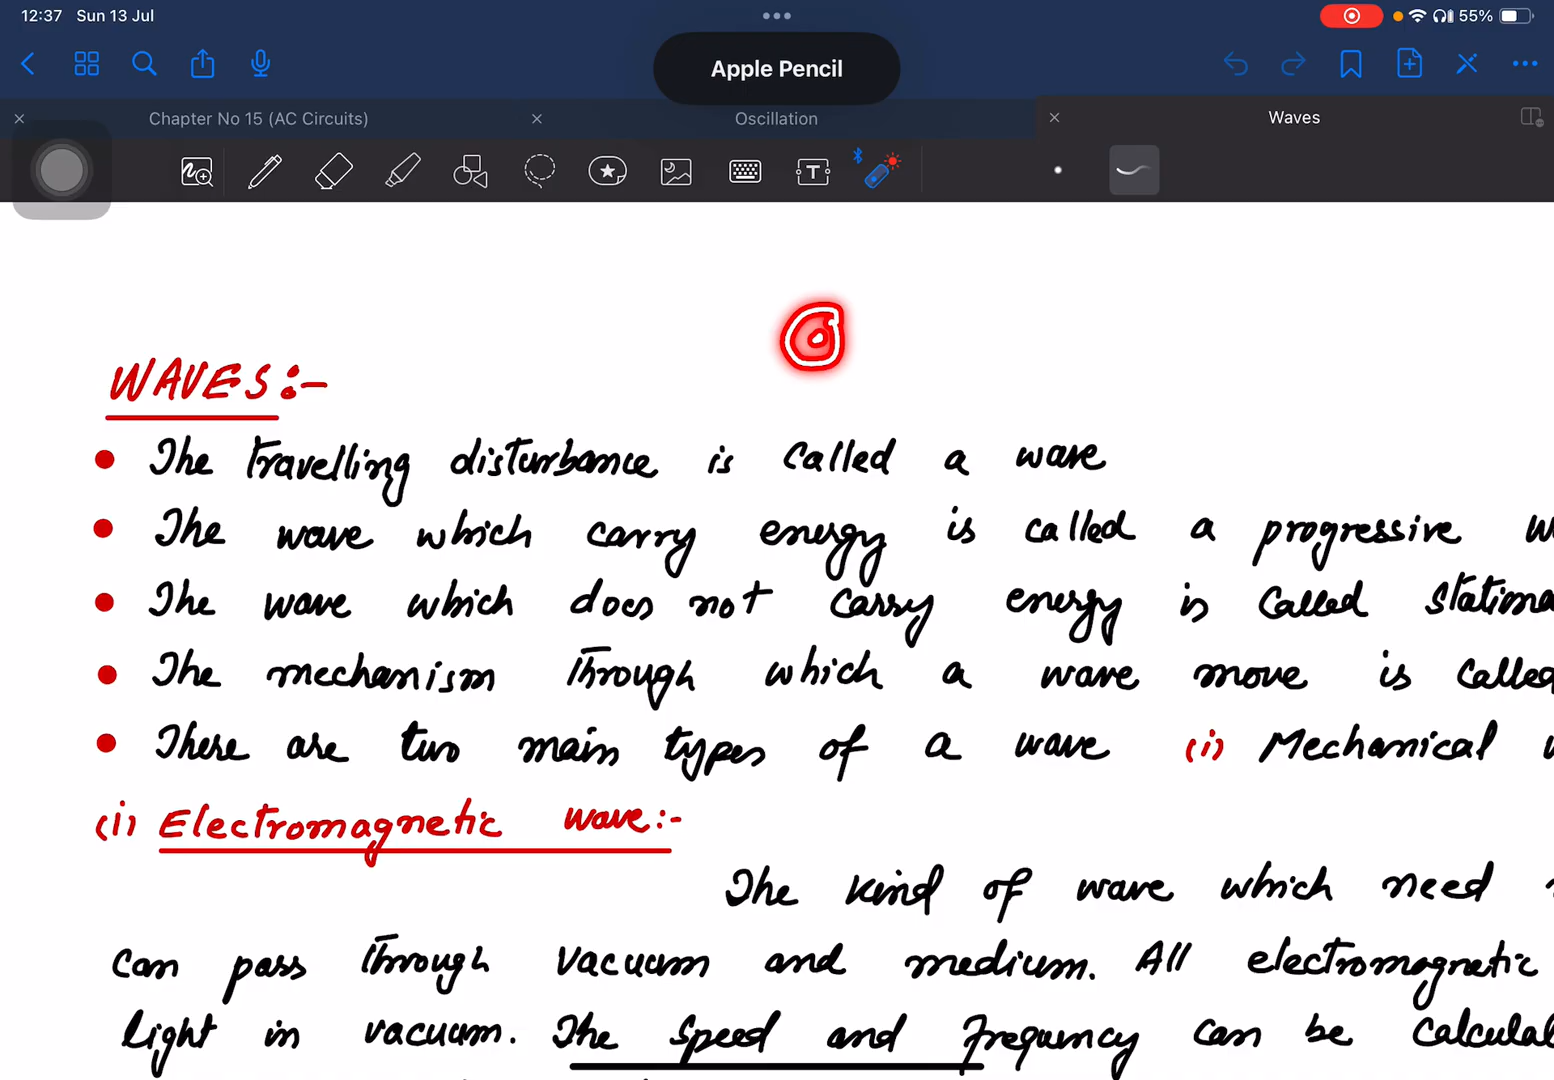 12:37 Sun 13 Jul
55%
Apple Pencil
Chapter No 15 (AC Circuits)
Oscillation
Waves
T
WAVES:-
• The travelling disturbance is called a wave
• The wave which carry energy is called a progressive w
• The wave which does not carry energy is called stationa
• The mechanism through which a wave move is called
• There are two main types of a wave (i) Mechanical w
(i) Electromagnetic wave:-
The kind of wave which need
can pass through vacuum and medium. All electromagnetic
light in vacuum. The speed and frequency can be calculat